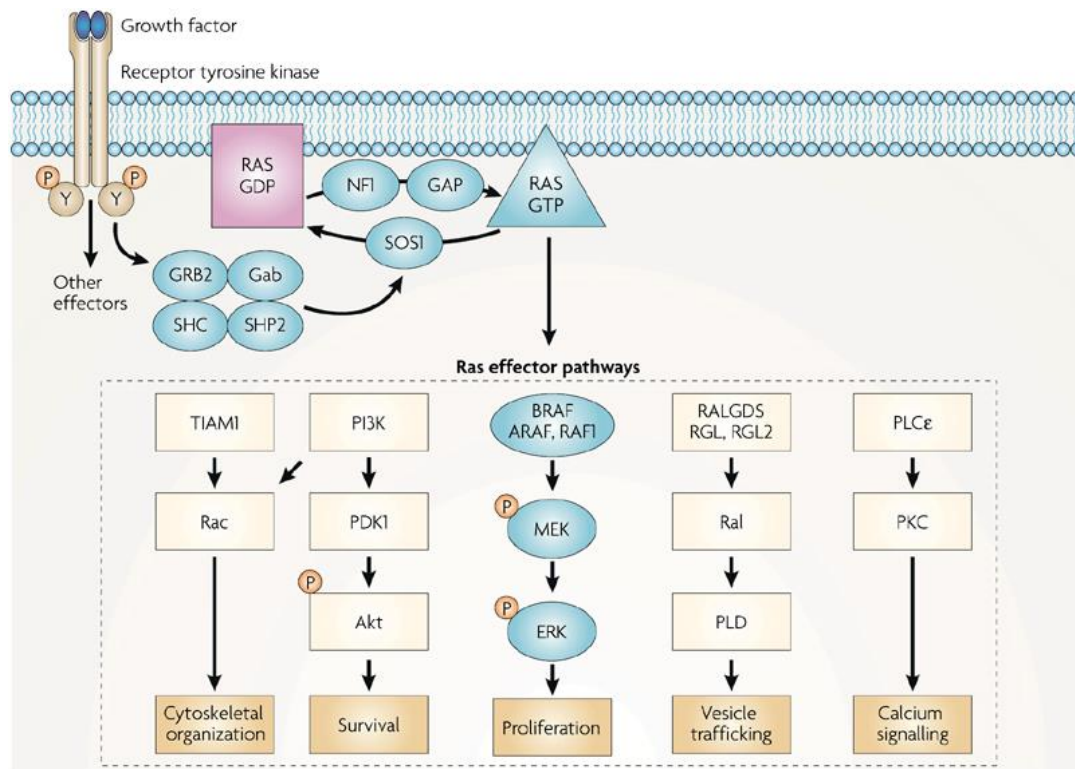 Growth factor
Receptor tyrosine kinase
RAS
GDP
NF1
GAP
RAS
GTP
P
Y
Y
P
SOS1
Other
effectors
GRB2
Gab
SHC
SHP2
Ras effector pathways
TIAM1
PI3K
BRAF
ARAF, RAF1
RALGDS
RGL, RGL2
PLCε
Rac
PDK1
P
MEK
Ral
PKC
P
Akt
P
ERK
PLD
Cytoskeletal
organization
Survival
Proliferation
Vesicle
trafficking
Calcium
signalling